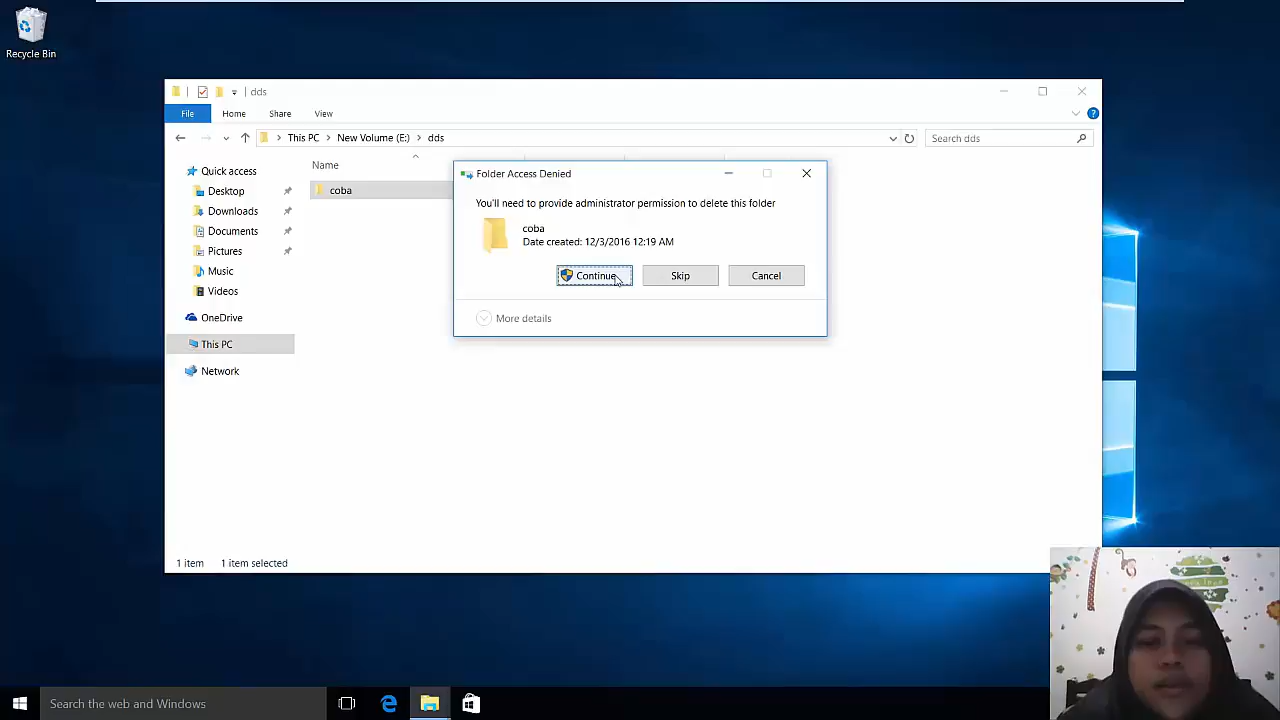 Recycle Bin
dds
File
Home
Share
View
This PC
New Volume (E:)
dds
Search dds
Quick access
Desktop
Downloads
Documents
Pictures
Music
Videos
OneDrive
This PC
Network
Name
coba
Folder Access Denied
You'll need to provide administrator permission to delete this folder
coba
Date created: 12/3/2016 12:19 AM
Continue
Skip
Cancel
More details
1 item
1 item selected
Search the web and Windows